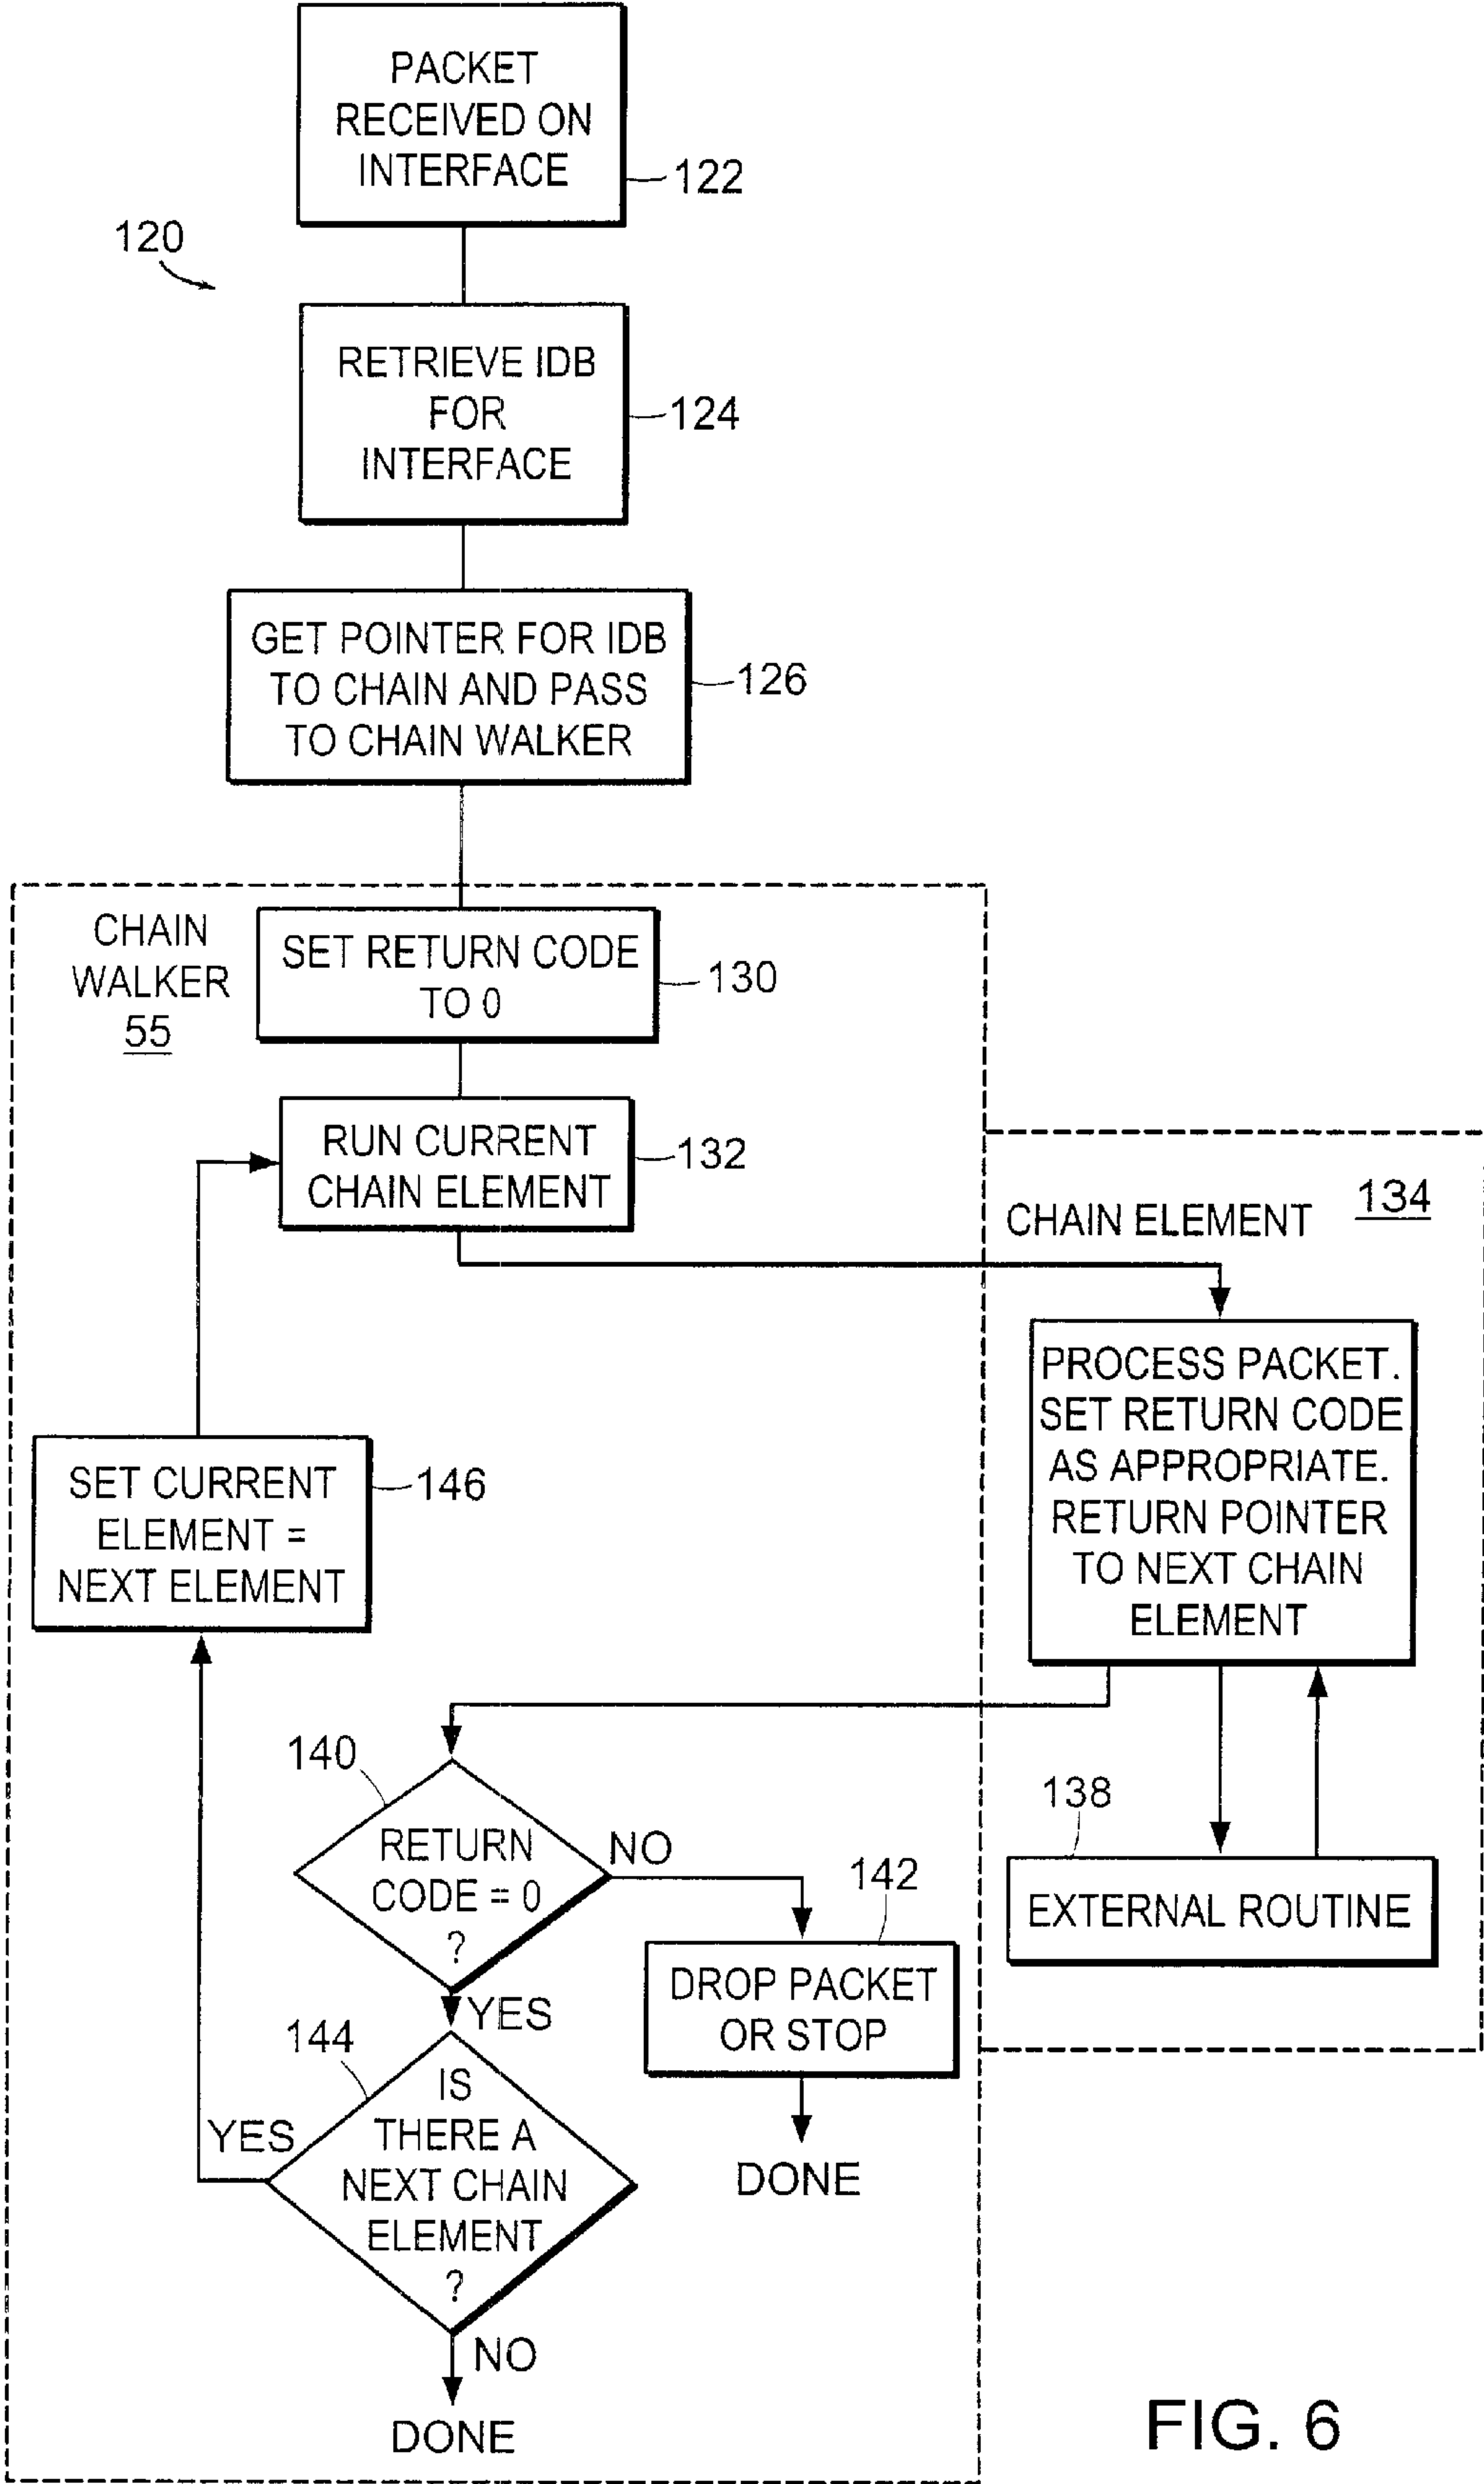 PACKET
RECEIVED ON
INTERFACE
122
120
RETRIEVE IDB
FOR
INTERFACE
124
GET POINTER FOR IDB
TO CHAIN AND PASS
TO CHAIN WALKER
126
CHAIN
WALKER
55
SET RETURN CODE
TO 0
130
RUN CURRENT
CHAIN ELEMENT
132
CHAIN ELEMENT
134
PROCESS PACKET.
SET RETURN CODE
AS APPROPRIATE.
RETURN POINTER
TO NEXT CHAIN
ELEMENT
SET CURRENT
ELEMENT =
NEXT ELEMENT
146
138
EXTERNAL ROUTINE
140
RETURN
CODE = 0
?
NO
142
DROP PACKET
OR STOP
DONE
YES
144
IS
THERE A
NEXT CHAIN
ELEMENT
?
YES
NO
DONE
FIG. 6